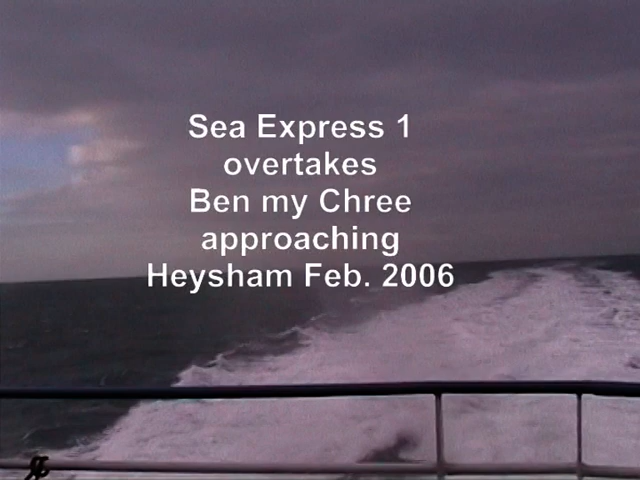 Sea Express 1
overtakes
Ben my Chree
approaching
Heysham Feb. 2006